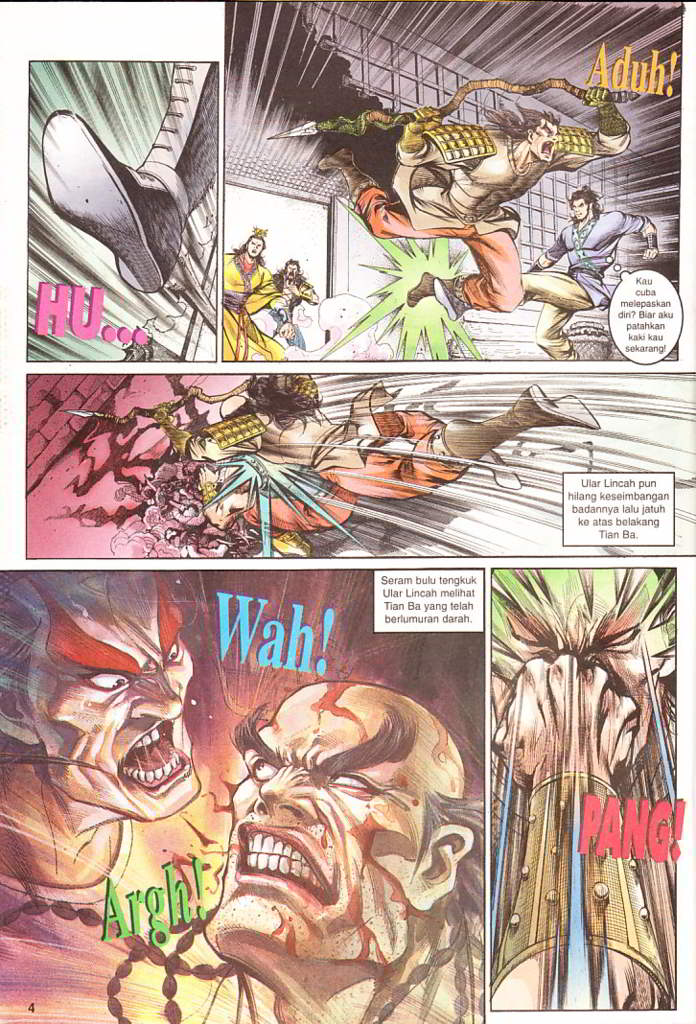 HU...
Aduh!
Kau
cuba
melepaskan
diri? Biar aku
patahkan
kaki kau
sekarang!
Ular Lincah pun
hilang keseimbangan
badannya lalu jatuh
ke atas belakang
Tian Ba.
Seram bulu tengkuk
Ular Lincah melihat
Tian Ba yang telah
berlumuran darah.
Wah!
Argh!
PANG!
4